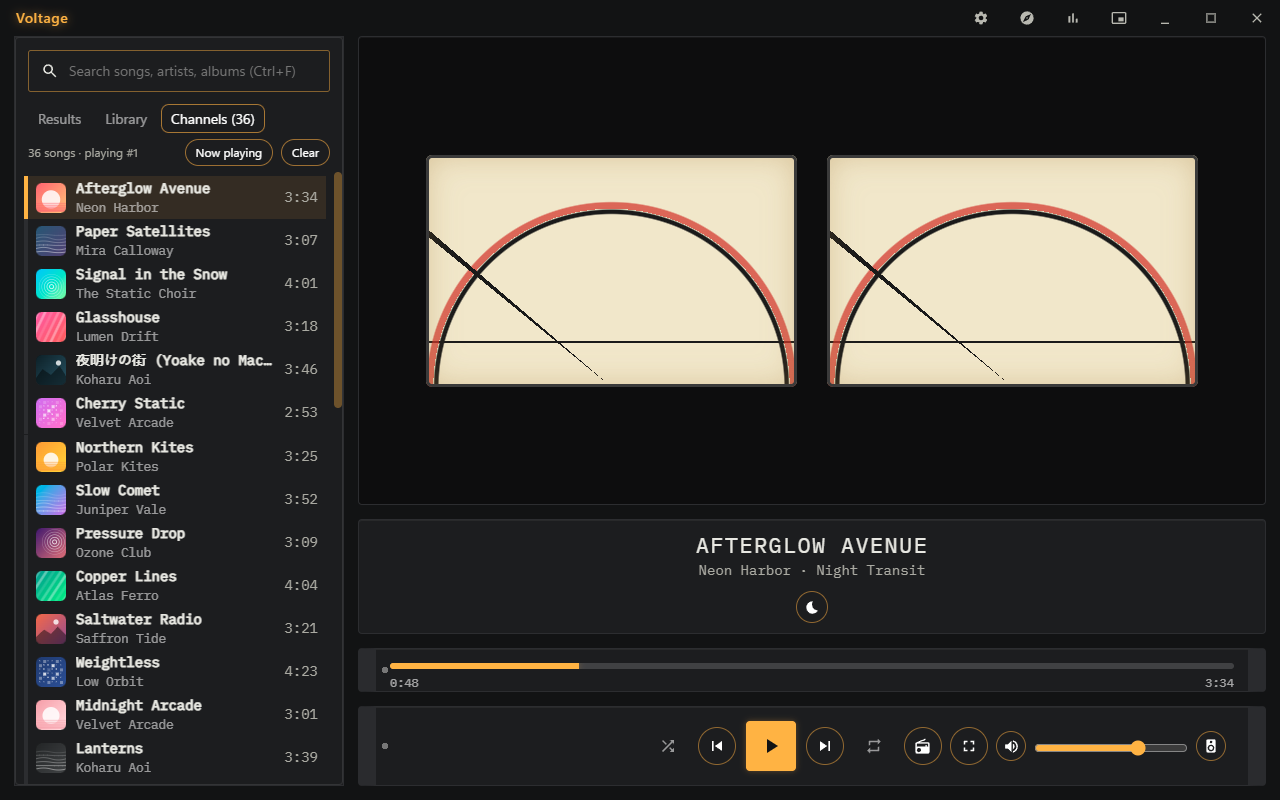 Voltage
Search songs, artists, albums (Ctrl+F)
Results Library Channels (36)
36 songs · playing #1 Now playing Clear
Afterglow Avenue
Neon Harbor
3:34
Paper Satellites
Mira Calloway
3:07
Signal in the Snow
The Static Choir
4:01
Glasshouse
Lumen Drift
3:18
夜明けの街 (Yoake no Mac…
Koharu Aoi
3:46
Cherry Static
Velvet Arcade
2:53
Northern Kites
Polar Kites
3:25
Slow Comet
Juniper Vale
3:52
Pressure Drop
Ozone Club
3:09
Copper Lines
Atlas Ferro
4:04
Saltwater Radio
Saffron Tide
3:21
Weightless
Low Orbit
4:23
Midnight Arcade
Velvet Arcade
3:01
Lanterns
Koharu Aoi
3:39
AFTERGLOW AVENUE
Neon Harbor · Night Transit
0:48 3:34